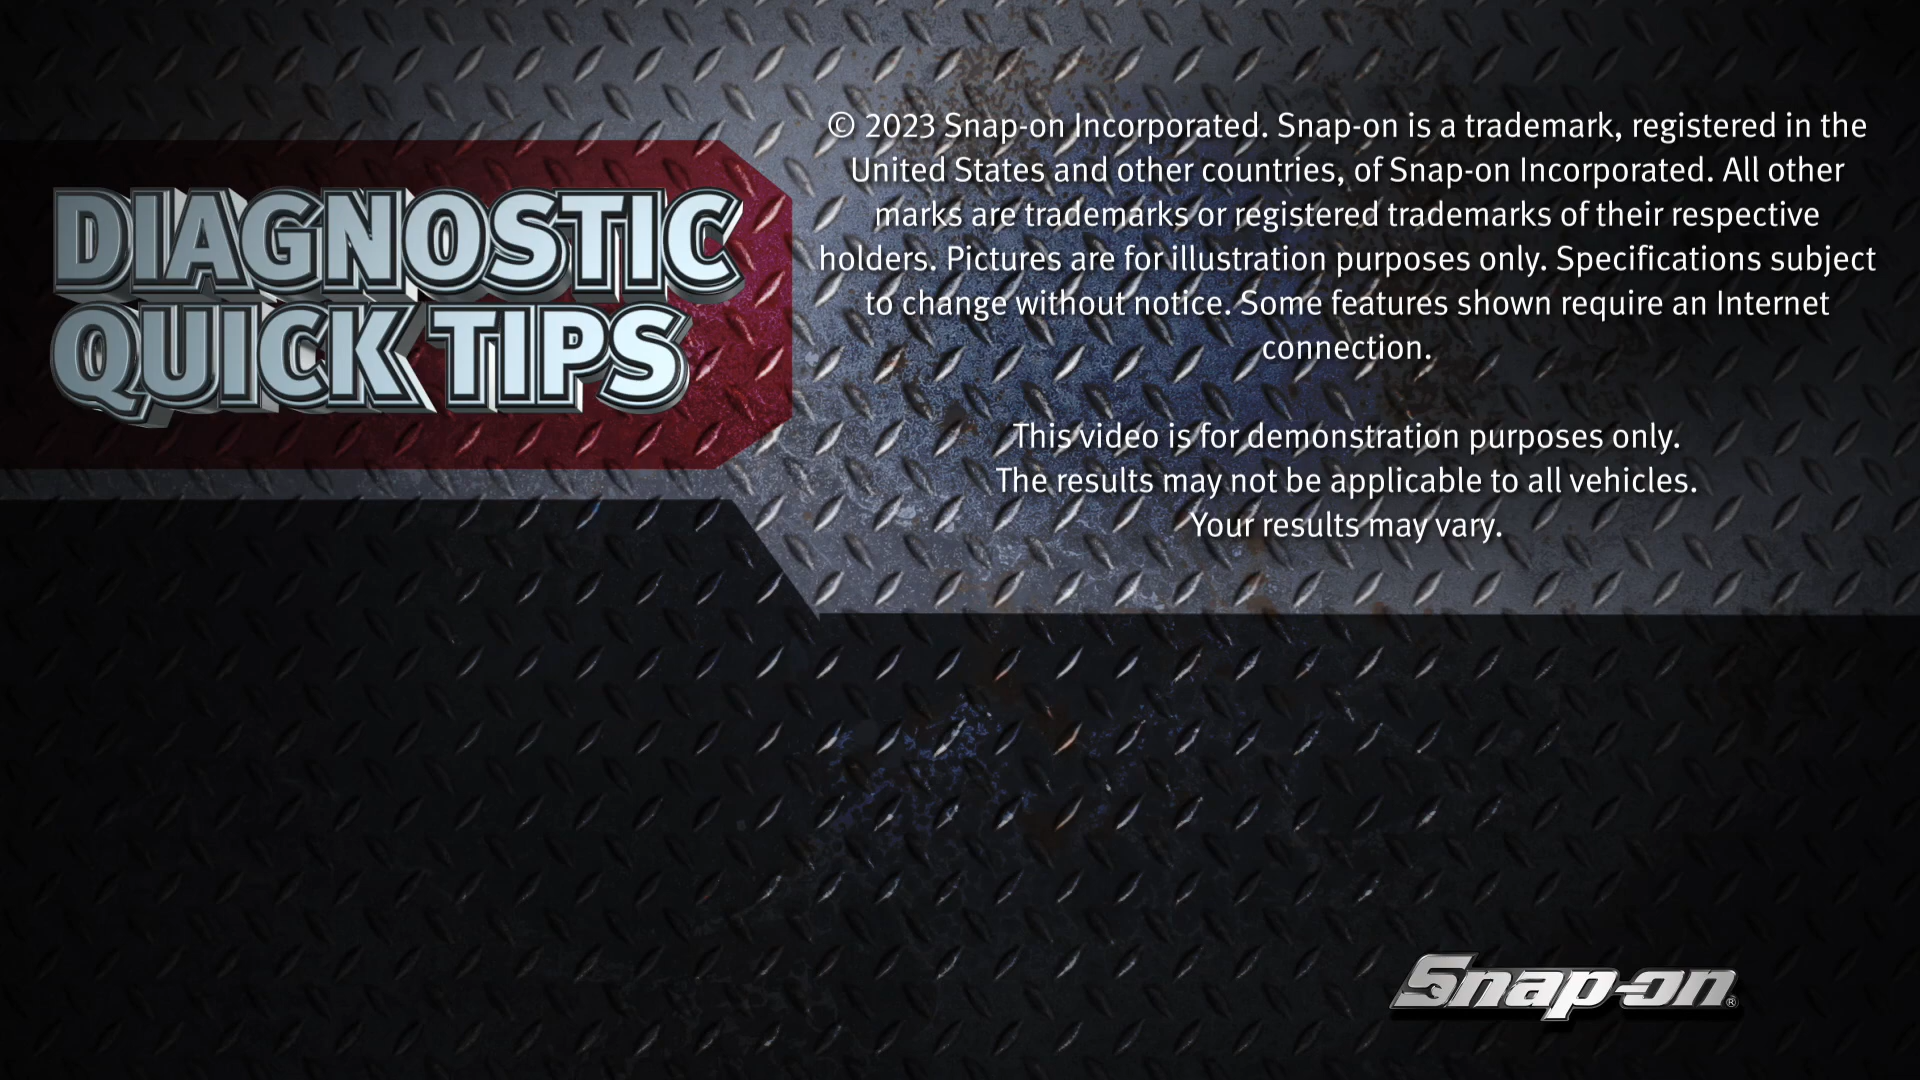 DIAGNOSTIC
QUICK TIPS
© 2023 Snap-on Incorporated. Snap-on is a trademark, registered in the
United States and other countries, of Snap-on Incorporated. All other
marks are trademarks or registered trademarks of their respective
holders. Pictures are for illustration purposes only. Specifications subject
to change without notice. Some features shown require an Internet
connection.
This video is for demonstration purposes only.
The results may not be applicable to all vehicles.
Your results may vary.
Snap-on®